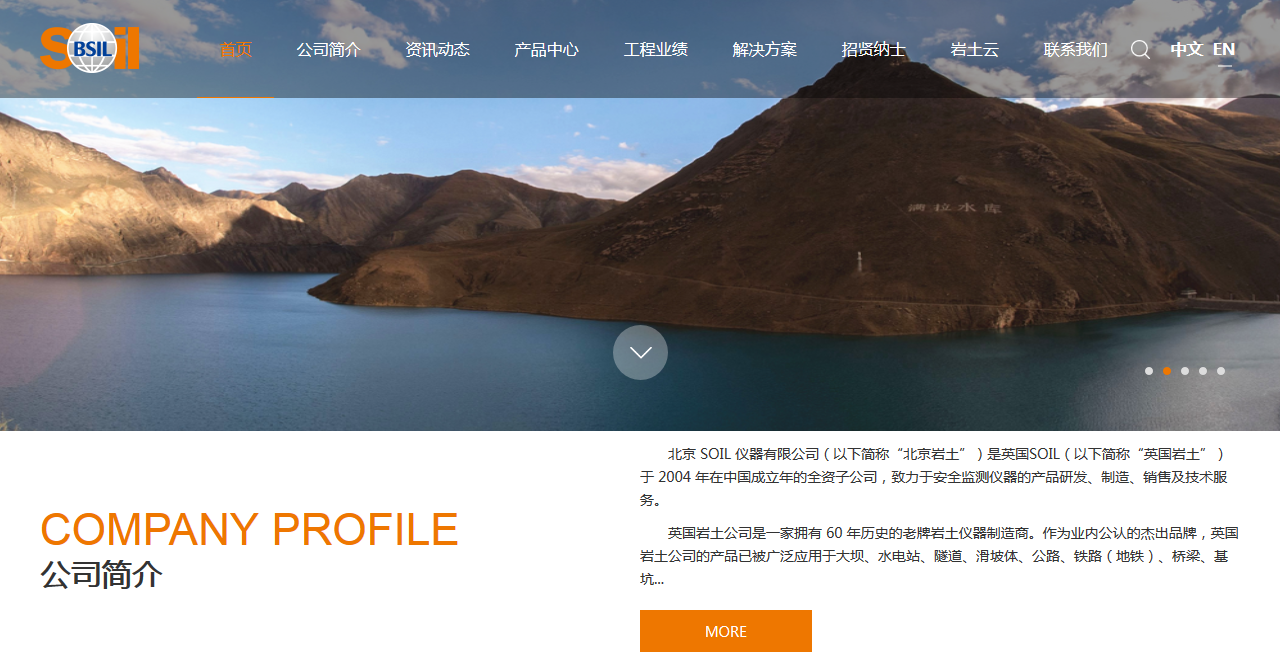 Soil
BSIL
首页 公司简介 资讯动态 产品中心 工程业绩 解决方案 招贤纳士 岩土云 联系我们 中文 EN
满拉水库
COMPANY PROFILE
公司简介
北京 SOIL 仪器有限公司（以下简称“北京岩土”）是英国SOIL（以下简称“英国岩土”）
于 2004 年在中国成立年的全资子公司，致力于安全监测仪器的产品研发、制造、销售及技术服
务。
英国岩土公司是一家拥有 60 年历史的老牌岩土仪器制造商。作为业内公认的杰出品牌，英国
岩土公司的产品已被广泛应用于大坝、水电站、隧道、滑坡体、公路、铁路（地铁）、桥梁、基
坑...
MORE